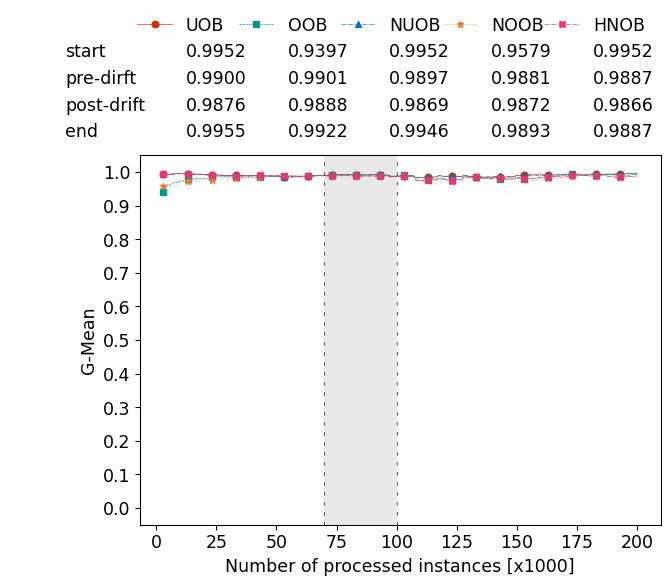 UOB OOB NUOB NOOB HNOB
start 0.9952 0.9397 0.9952 0.9579 0.9952
pre-dirft 0.9900 0.9901 0.9897 0.9881 0.9887
post-drift 0.9876 0.9888 0.9869 0.9872 0.9866
end 0.9955 0.9922 0.9946 0.9893 0.9887
1.0
0.9
0.8
0.7
0.6
0.5
0.4
0.3
0.2
0.1
0.0
G-Mean
0 25 50 75 100 125 150 175 200
Number of processed instances [x1000]